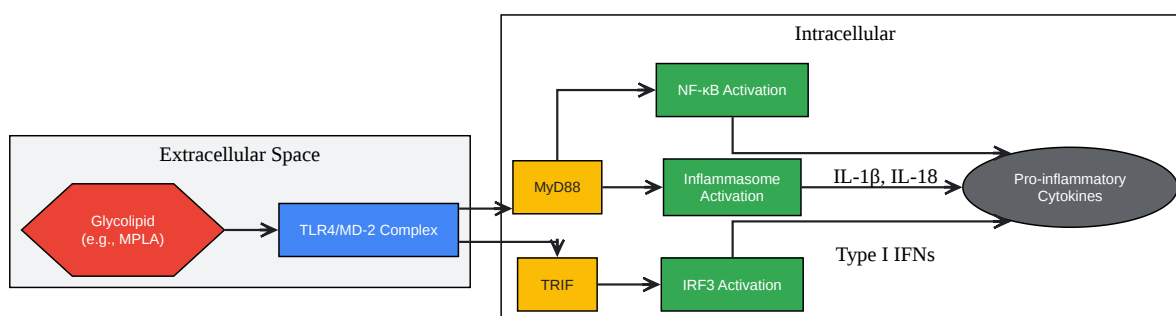 Intracellular
NF-κB Activation
Extracellular Space
MyD88
Inflammasome
Activation
IL-1β, IL-18
Pro-inflammatory
Cytokines
Glycolipid
(e.g., MPLA)
TLR4/MD-2 Complex
Type I IFNs
TRIF
IRF3 Activation